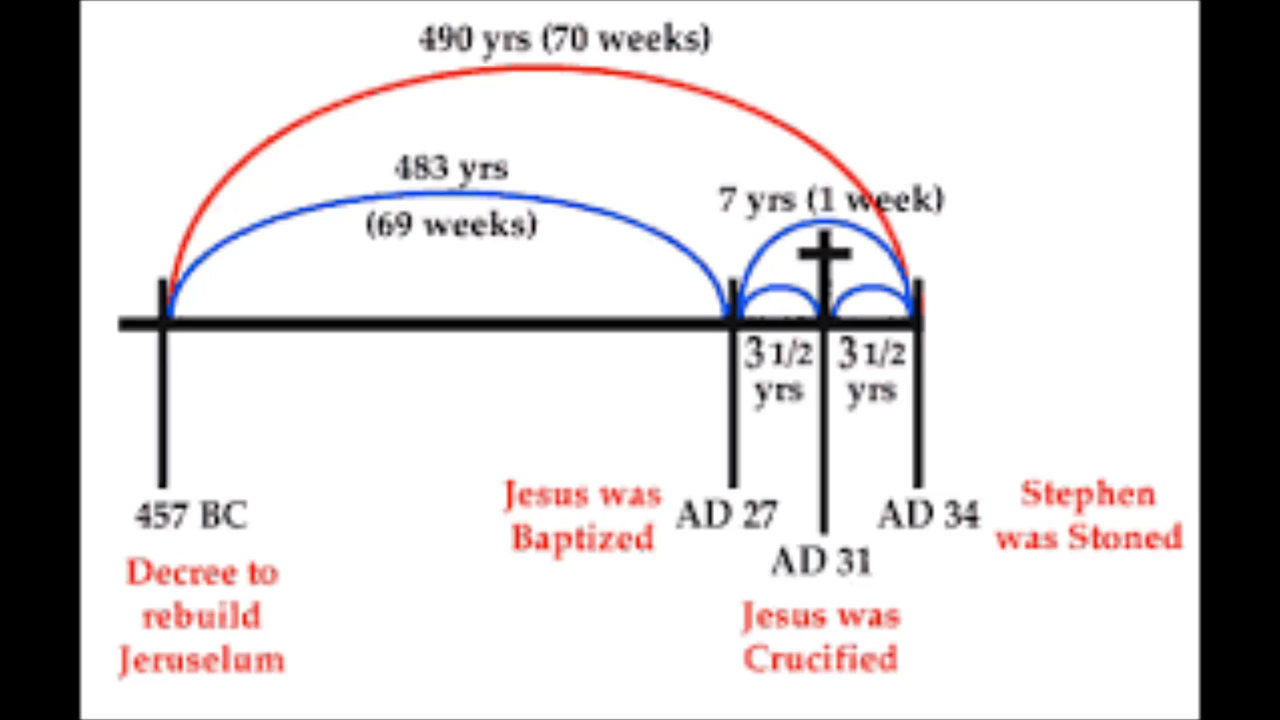 490 yrs (70 weeks)
483 yrs
(69 weeks)
7 yrs (1 week)
3 1/2
yrs
3 1/2
yrs
457 BC
Decree to
rebuild
Jeruselum
Jesus was
Baptized
AD 27
AD 31
Jesus was
Crucified
AD 34
Stephen
was Stoned